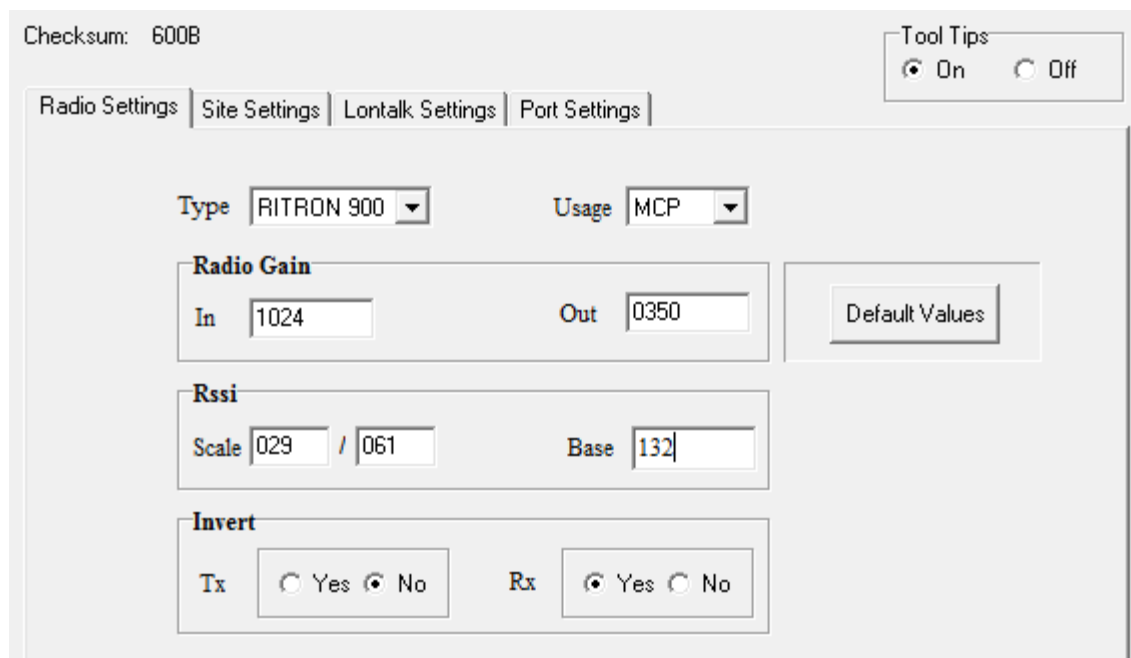 Checksum: 600B
Tool Tips
On Off
Radio Settings Site Settings Lontalk Settings Port Settings
Type RITRON 900 Usage MCP
Radio Gain
In 1024 Out 0350 Default Values
Rssi
Scale 029 / 061 Base 132
Invert
Tx Yes No Rx Yes No